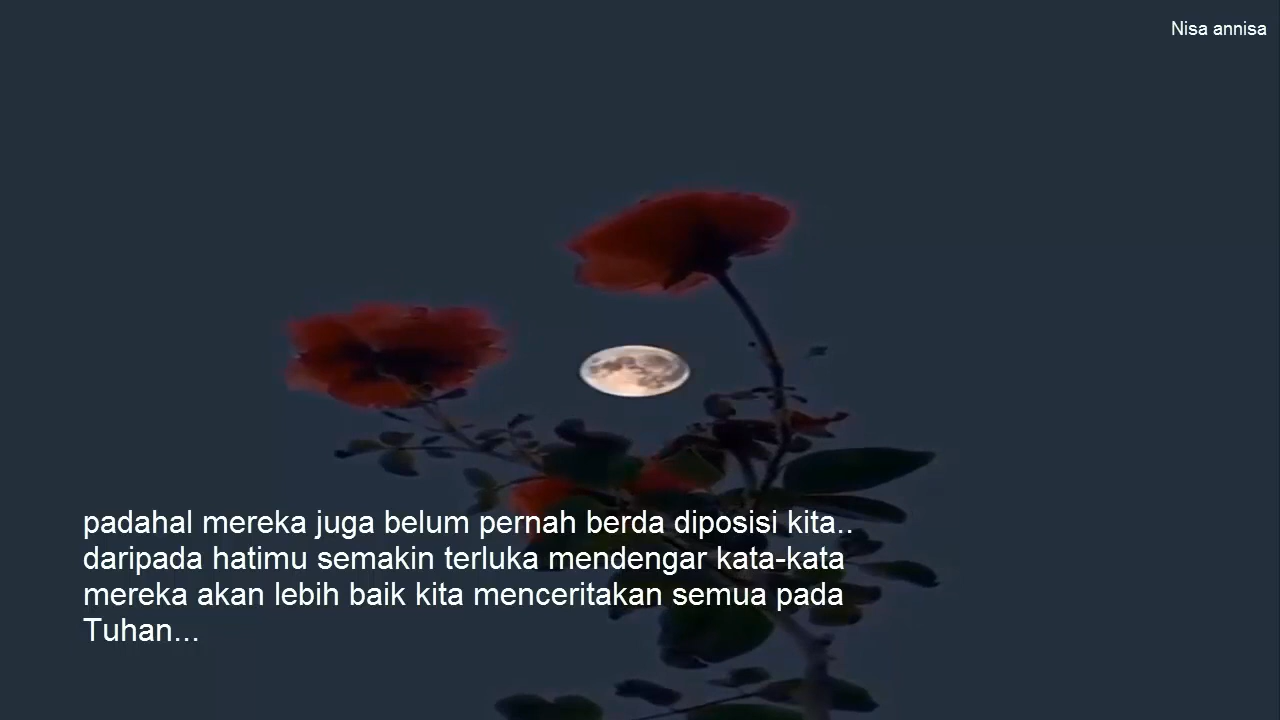 Nisa annisa
padahal mereka juga belum pernah berda diposisi kita..
daripada hatimu semakin terluka mendengar kata-kata
mereka akan lebih baik kita menceritakan semua pada
Tuhan...